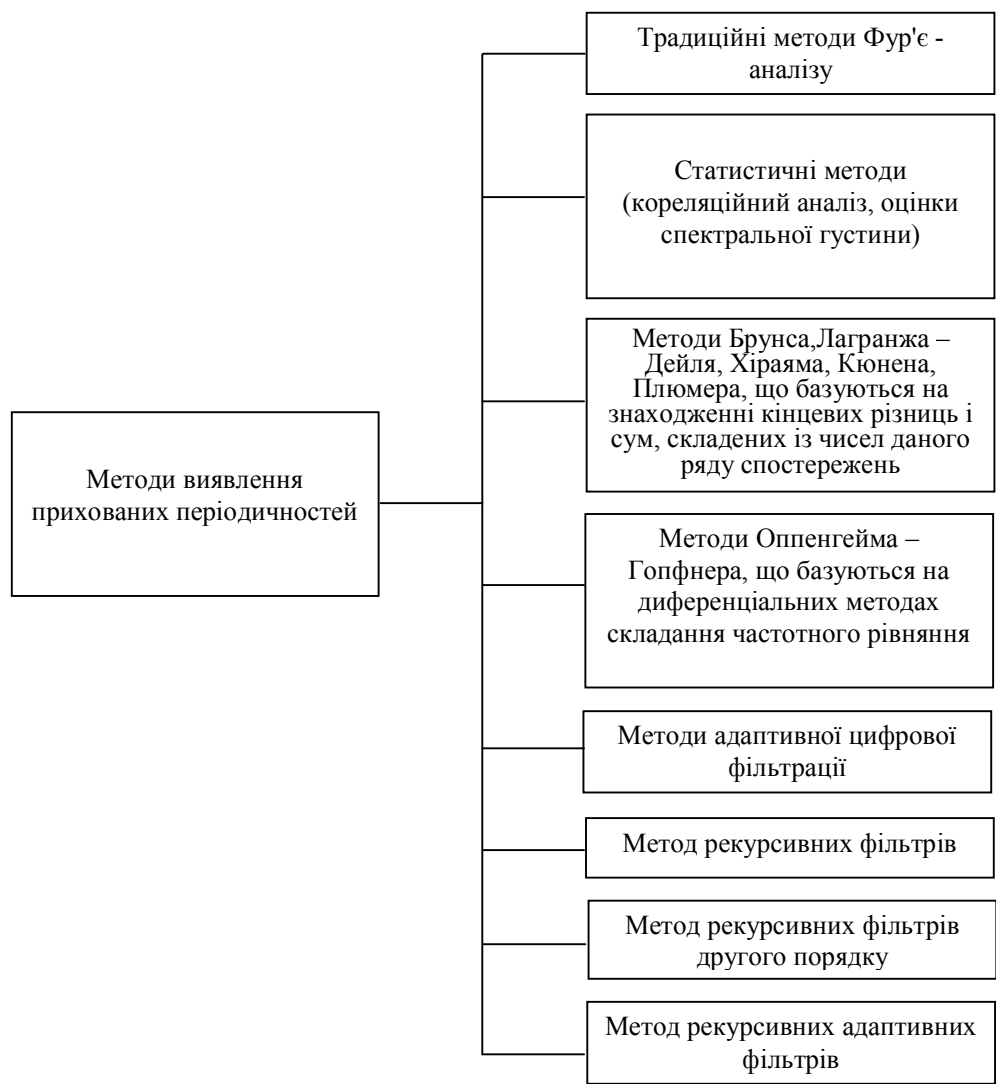 Традиційні методи Фур'є -
аналізу
Статистичні методи
(кореляційний аналіз, оцінки
спектральної густини)
Методи Брунса,Лагранжа –
Дейля, Хіраяма, Кюнена,
Плюмера, що базуються на
знаходженні кінцевих різниць і
сум, складених із чисел даного
ряду спостережень
Методи виявлення
прихованих періодичностей
Методи Оппенгейма –
Гопфнера, що базуються на
диференціальних методах
складання частотного рівняння
Методи адаптивної цифрової
фільтрації
Метод рекурсивних фільтрів
Метод рекурсивних фільтрів
другого порядку
Метод рекурсивних адаптивних
фільтрів